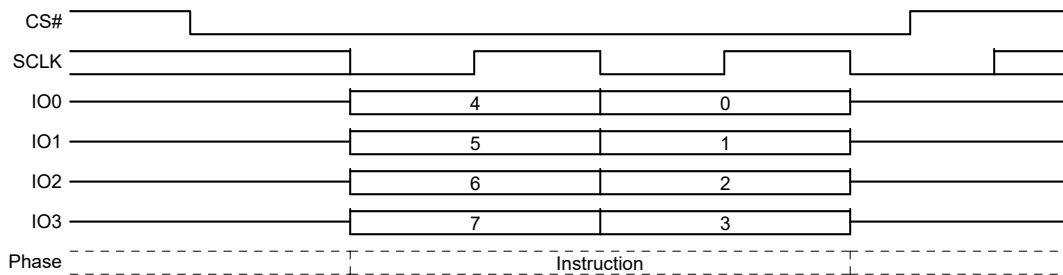 CS#
SCLK
IO0 4 0
IO1 5 1
IO2 6 2
IO3 7 3
Phase Instruction